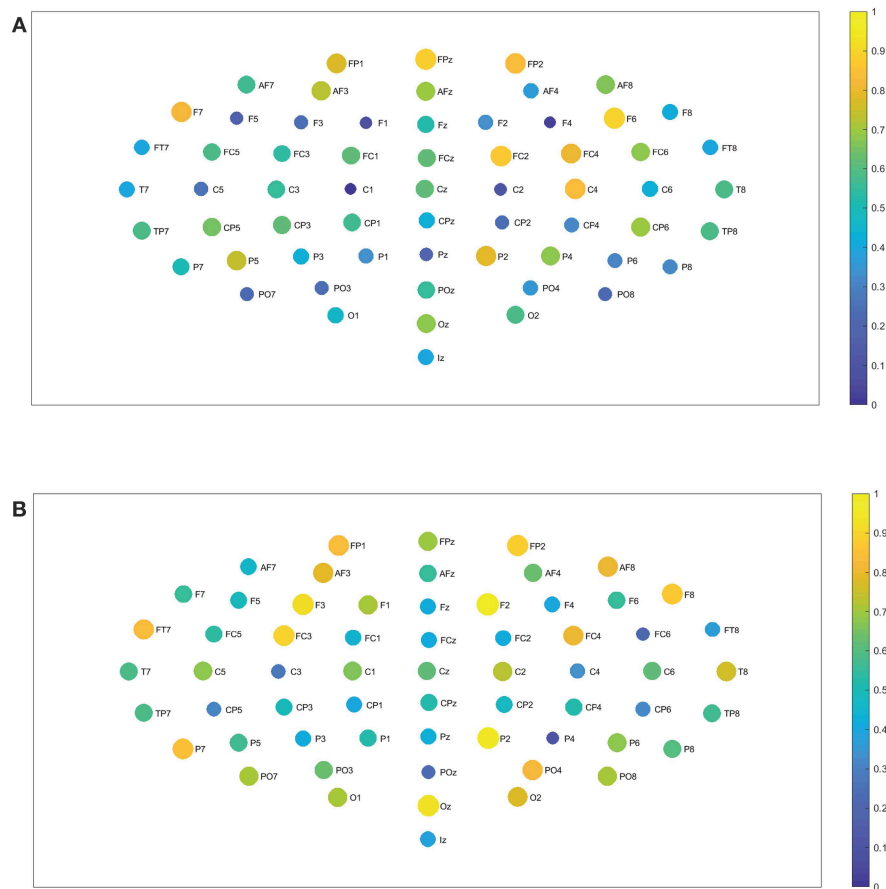 A
FP1 FPz FP2
AF7 AF3 AFz AF4 AF8
F7 F5 F3 F1 Fz F2 F4 F6 F8
FT7 FC5 FC3 FC1 FCz FC2 FC4 FC6 FT8
T7 C5 C3 C1 Cz C2 C4 C6 T8
TP7 CP5 CP3 CP1 CPz CP2 CP4 CP6 TP8
P7 P5 P3 P1 Pz P2 P4 P6 P8
PO7 PO3 POz PO4 PO8
O1 Oz O2
Iz
1
0.9
0.8
0.7
0.6
0.5
0.4
0.3
0.2
0.1
0
B
FP1 FPz FP2
AF7 AF3 AFz AF4 AF8
F7 F5 F3 F1 Fz F2 F4 F6 F8
FT7 FC5 FC3 FC1 FCz FC2 FC4 FC6 FT8
T7 C5 C3 C1 Cz C2 C4 C6 T8
TP7 CP5 CP3 CP1 CPz CP2 CP4 CP6 TP8
P7 P5 P3 P1 Pz P2 P4 P6 P8
PO7 PO3 POz PO4 PO8
O1 Oz O2
Iz
1
0.9
0.8
0.7
0.6
0.5
0.4
0.3
0.2
0.1
0